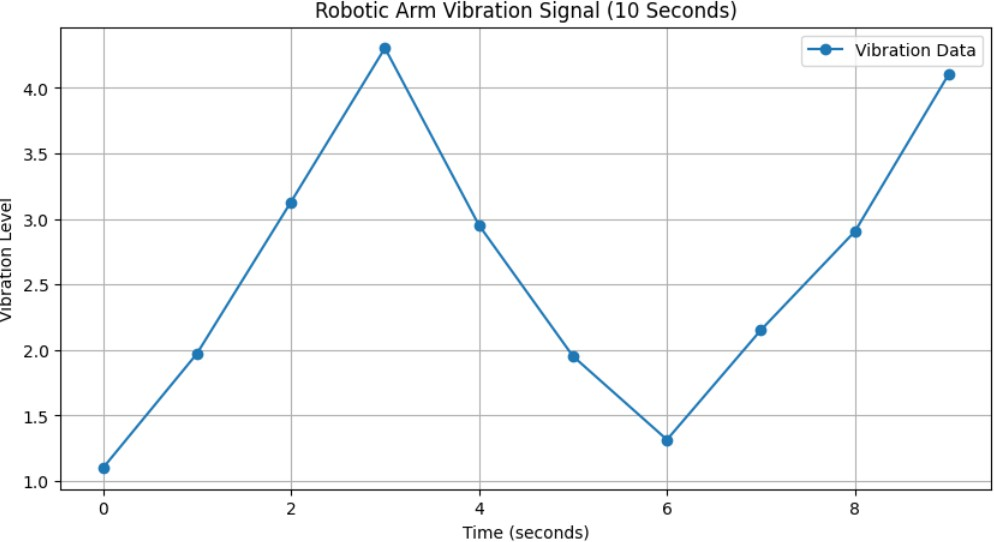 Robotic Arm Vibration Signal (10 Seconds)
Vibration Data
4.0
3.5
3.0
2.5
2.0
1.5
1.0
Vibration Level
0 2 4 6 8
Time (seconds)